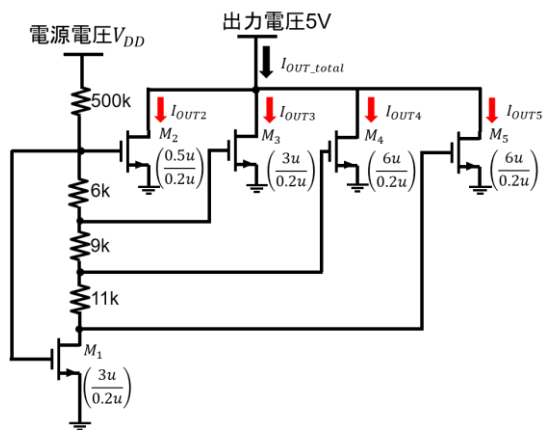 電源電圧V_DD
出力電圧5V
I_OUT_total
500k
I_OUT2
I_OUT3
I_OUT4
I_OUT5
M_2
(0.5u/0.2u)
M_3
(3u/0.2u)
M_4
(6u/0.2u)
M_5
(6u/0.2u)
6k
9k
11k
M_1
(3u/0.2u)